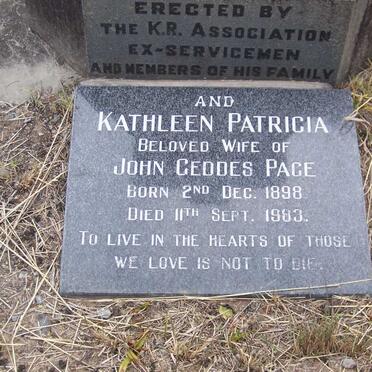 ERECTED BY
THE K.R. ASSOCIATION
EX-SERVICEMEN
AND MEMBERS OF HIS FAMILY
AND
KATHLEEN PATRICIA
BELOVED WIFE OF
JOHN GEDDES PAGE
BORN 2ND DEC. 1898
DIED 11TH SEPT. 1983.
TO LIVE IN THE HEARTS OF THOSE
WE LOVE IS NOT TO DIE.